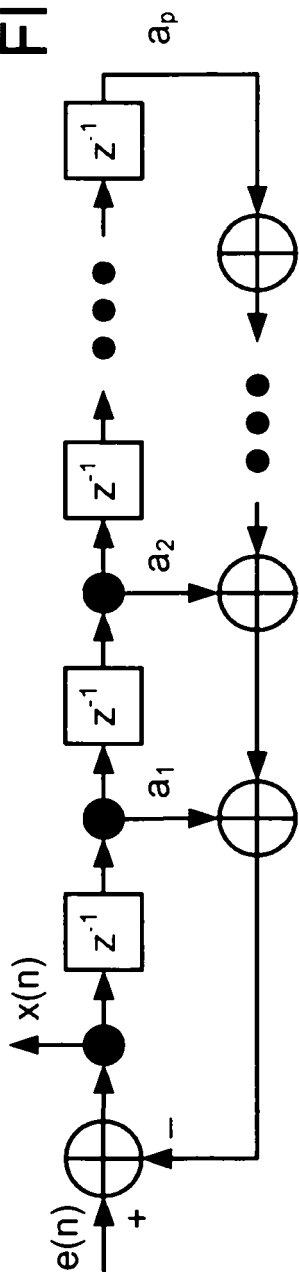 FI
e(n)
+
−
x(n)
z⁻¹
a₁
z⁻¹
a₂
z⁻¹
z⁻¹
aₚ